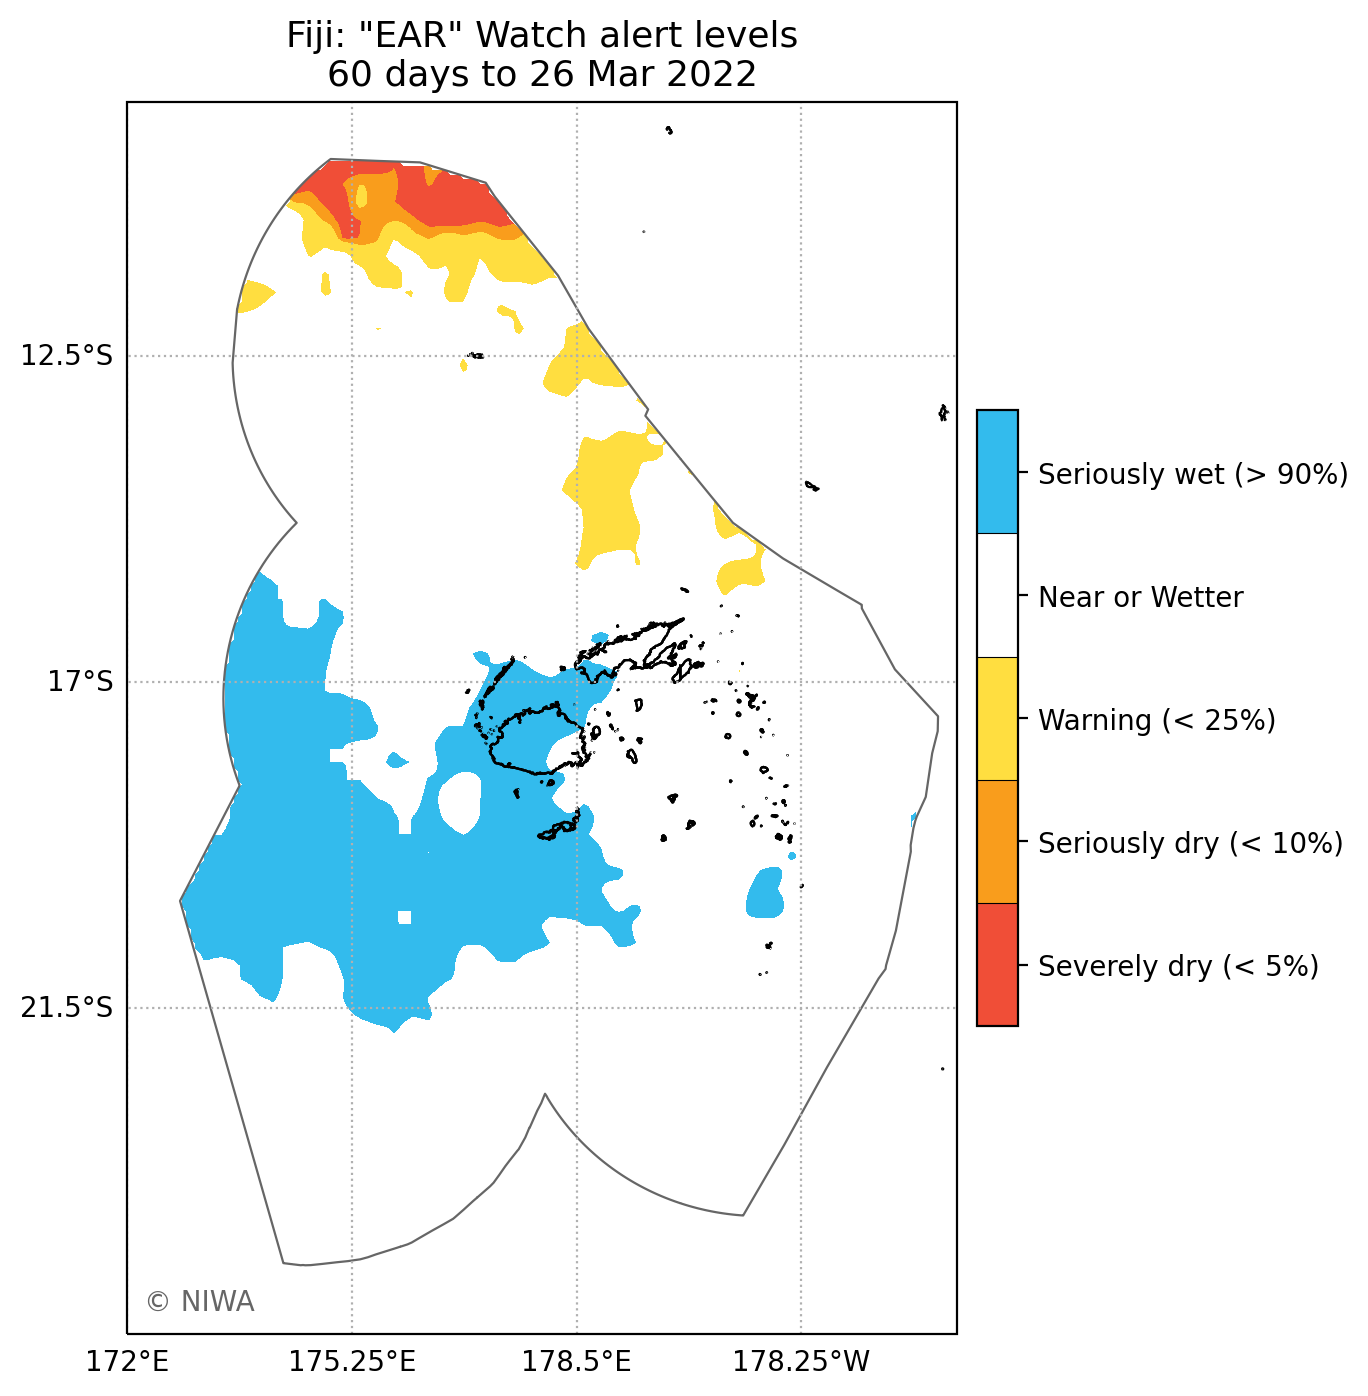 Fiji: "EAR" Watch alert levels
60 days to 26 Mar 2022
12.5°S
17°S
21.5°S
172°E
175.25°E
178.5°E
178.25°W
Seriously wet (> 90%)
Near or Wetter
Warning (< 25%)
Seriously dry (< 10%)
Severely dry (< 5%)
© NIWA